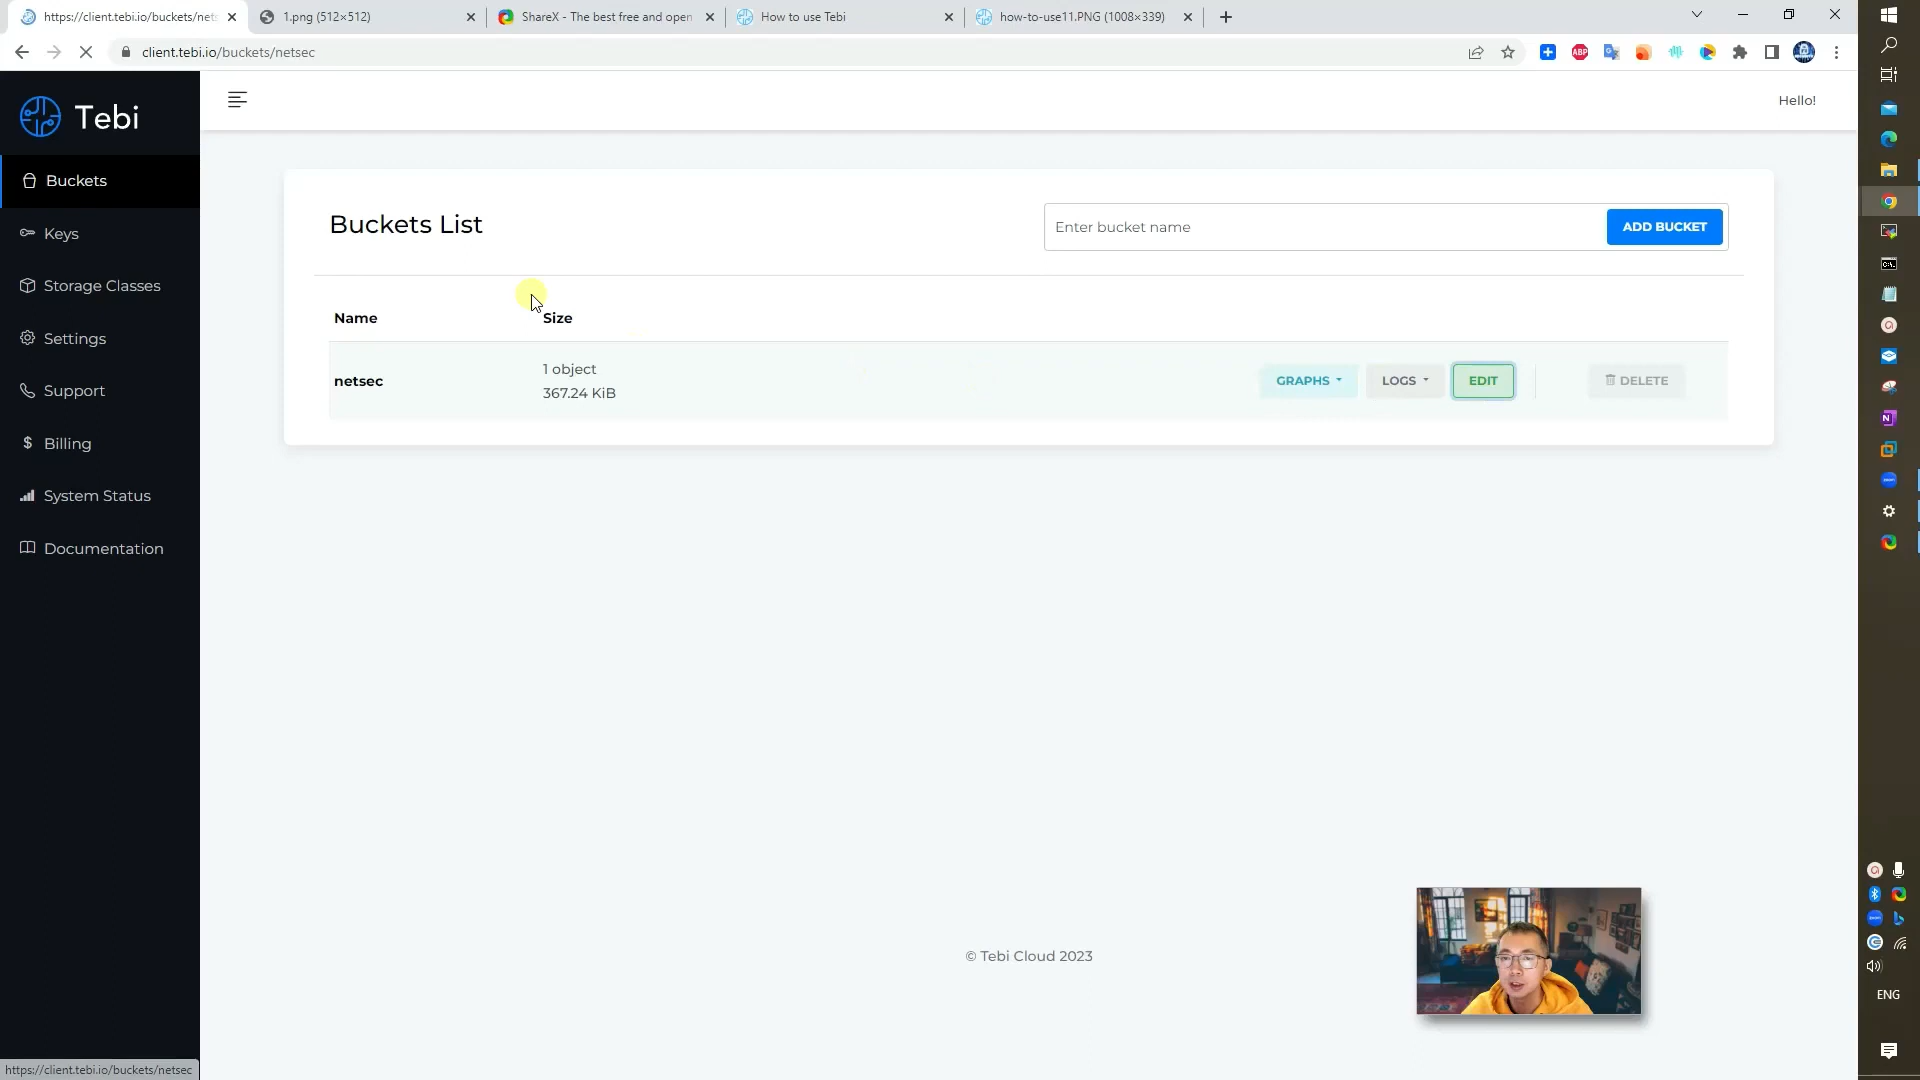 https://client.tebi.io/buckets/nets
1.png (512×512)
ShareX - The best free and open
How to use Tebi
how-to-use11.PNG (1008×339)
client.tebi.io/buckets/netsec
ABP
Tebi
Hello!
Buckets
Keys
Storage Classes
Settings
Support
Billing
System Status
Documentation
Buckets List
Enter bucket name
ADD BUCKET
Name
Size
netsec
1 object
367.24 KiB
GRAPHS
LOGS
EDIT
DELETE
© Tebi Cloud 2023
ENG
https://client.tebi.io/buckets/netsec